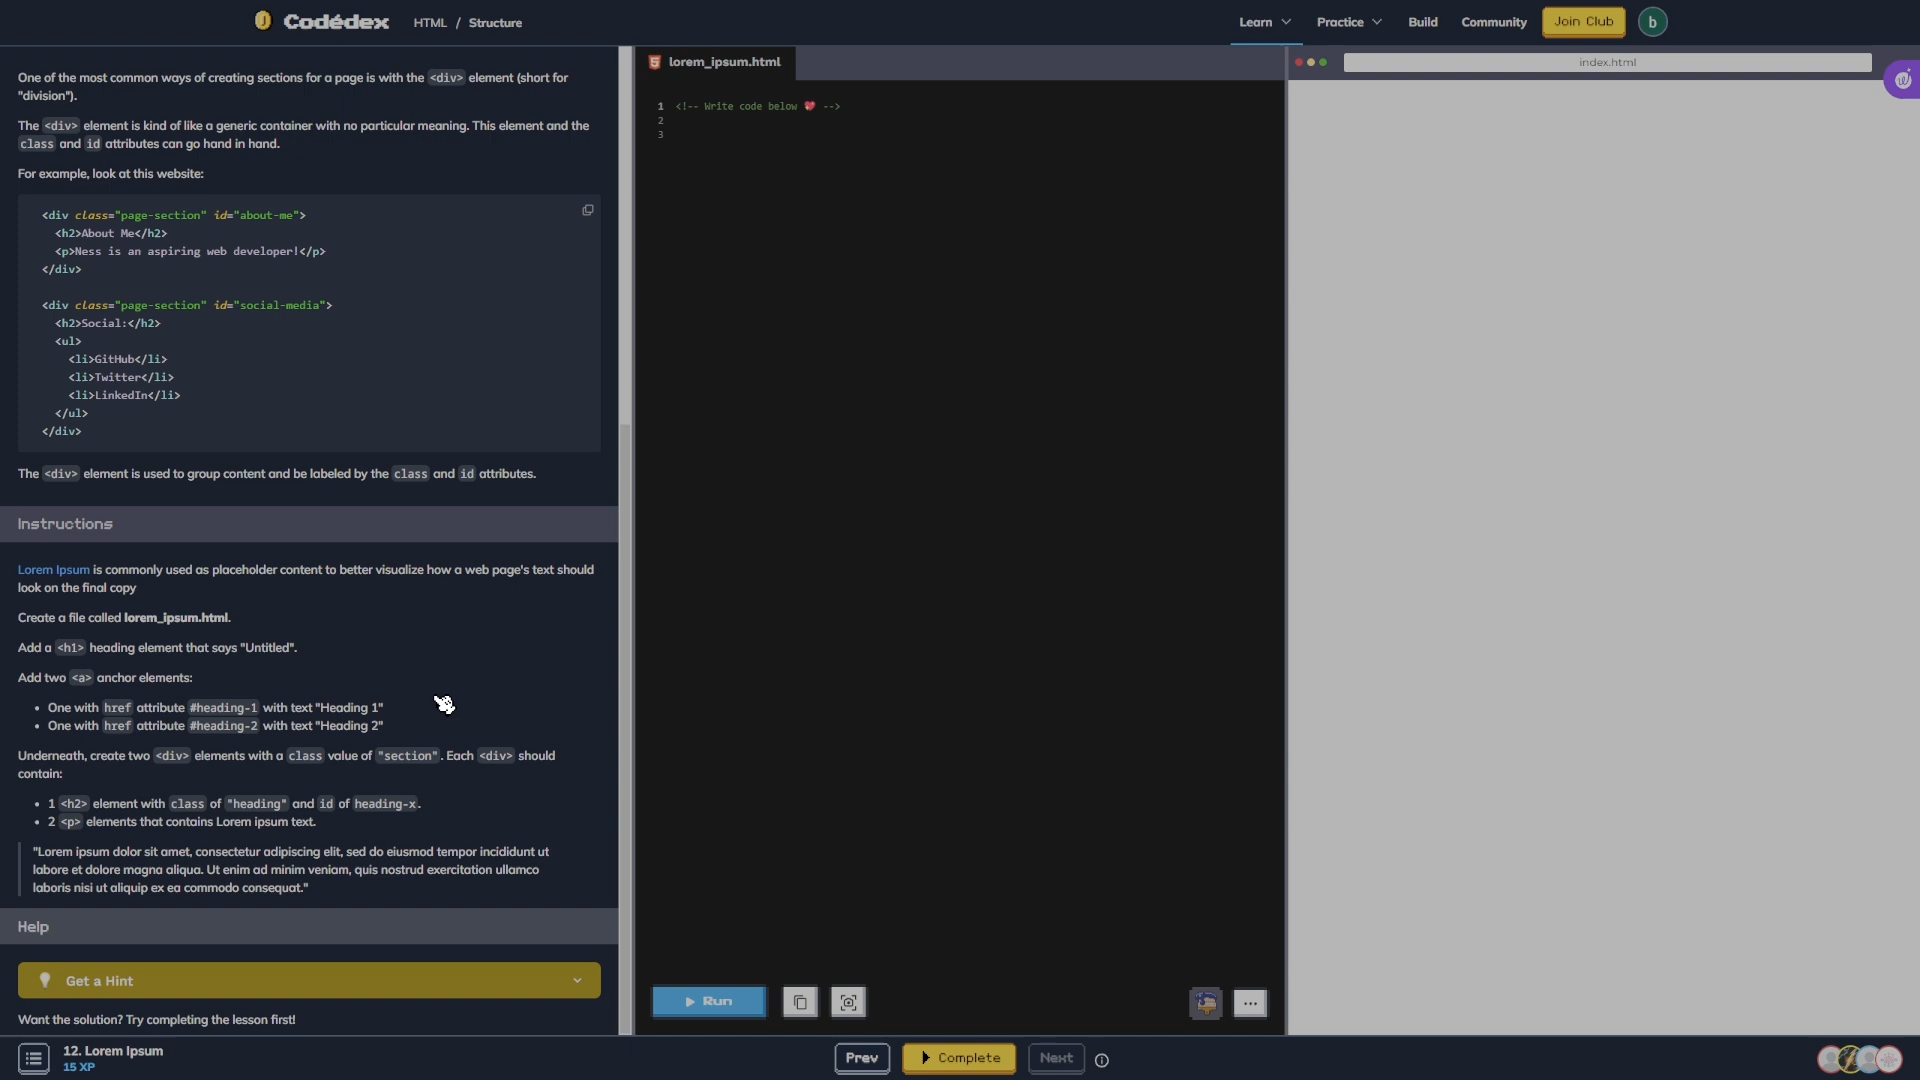 Codédex
HTML / Structure
Learn
Practice
Build
Community
Join Club
b
One of the most common ways of creating sections for a page is with the <div> element (short for
"division").
The <div> element is kind of like a generic container with no particular meaning. This element and the
class and id attributes can go hand in hand.
For example, look at this website:
<div class="page-section" id="about-me">
<h2>About Me</h2>
<p>Ness is an aspiring web developer!</p>
</div>
<div class="page-section" id="social-media">
<h2>Social:</h2>
<ul>
<li>GitHub</li>
<li>Twitter</li>
<li>LinkedIn</li>
</ul>
</div>
The <div> element is used to group content and be labeled by the class and id attributes.
Instructions
Lorem Ipsum is commonly used as placeholder content to better visualize how a web page's text should
look on the final copy
Create a file called lorem_ipsum.html.
Add a <h1> heading element that says "Untitled".
Add two <a> anchor elements:
• One with href attribute #heading-1 with text "Heading 1"
• One with href attribute #heading-2 with text "Heading 2"
Underneath, create two <div> elements with a class value of "section". Each <div> should
contain:
• 1 <h2> element with class of "heading" and id of heading-x.
• 2 <p> elements that contains Lorem ipsum text.
"Lorem ipsum dolor sit amet, consectetur adipiscing elit, sed do eiusmod tempor incididunt ut
labore et dolore magna aliqua. Ut enim ad minim veniam, quis nostrud exercitation ullamco
laboris nisi ut aliquip ex ea commodo consequat."
Help
Get a Hint
Want the solution? Try completing the lesson first!
lorem_ipsum.html
1 <!-- Write code below 💖 -->
2
3
Run
index.html
12. Lorem Ipsum
15 XP
Prev
Complete
Next